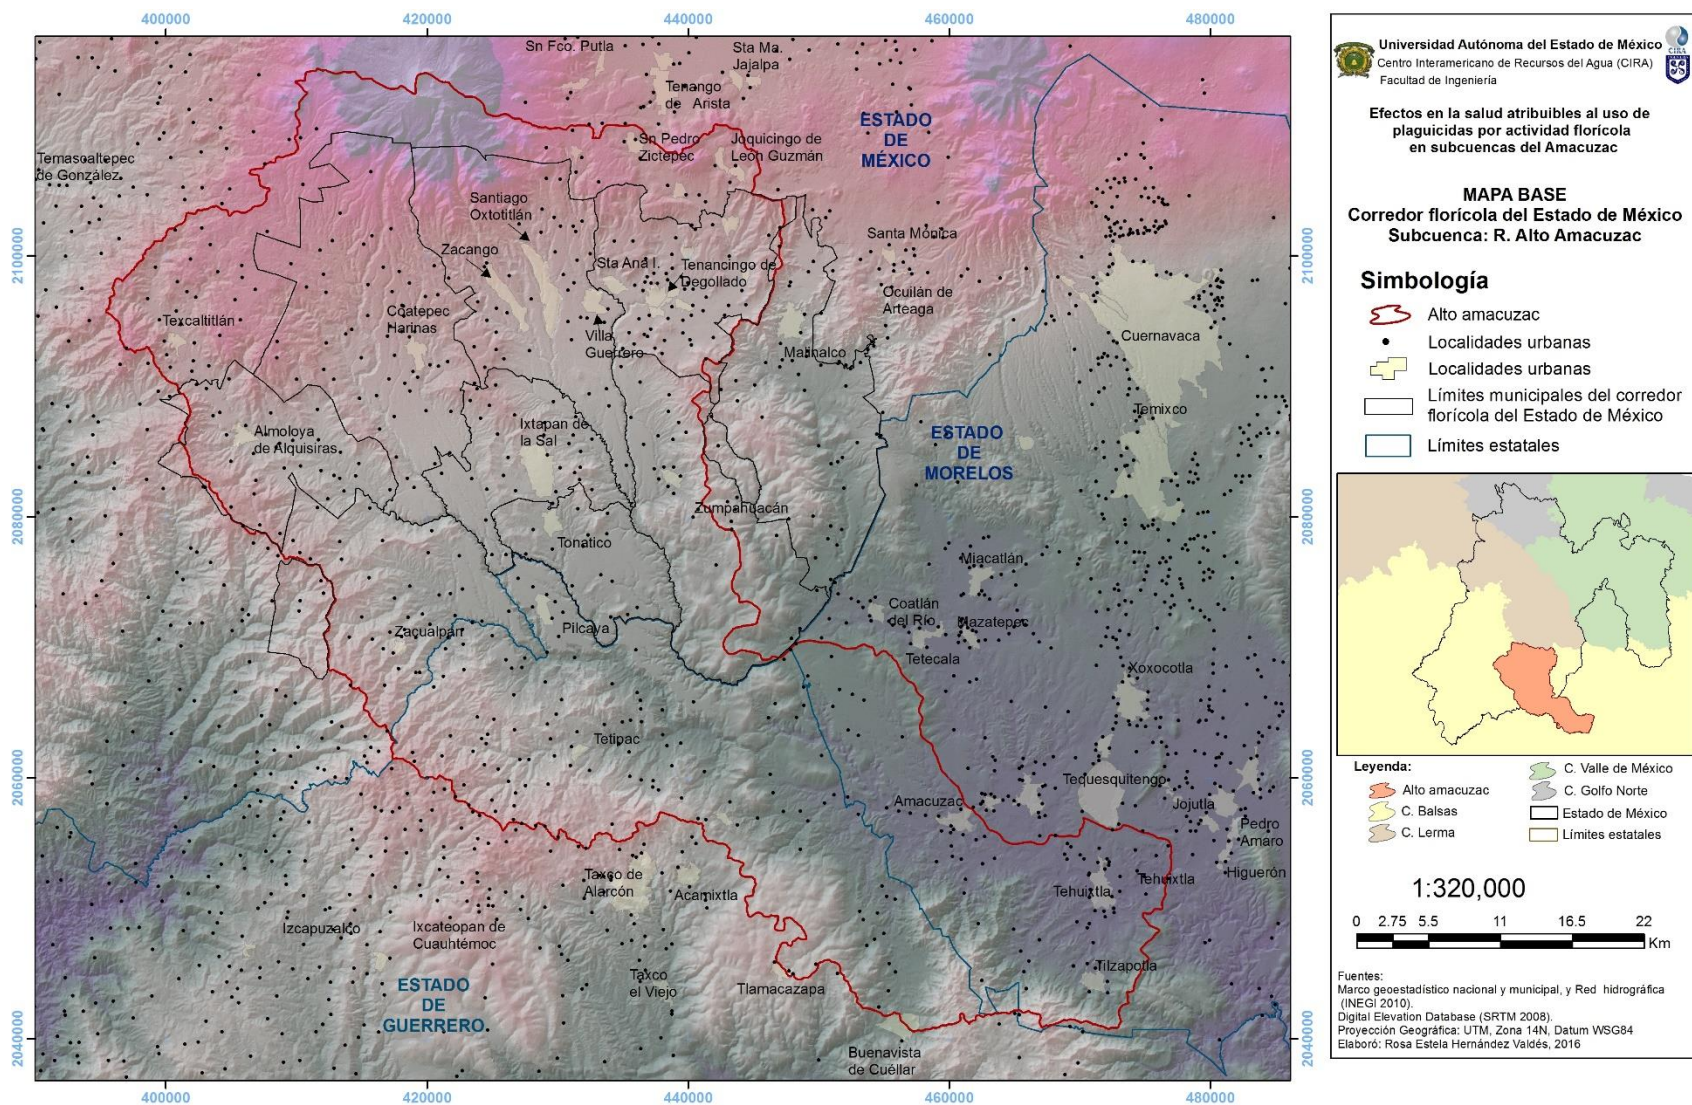 400000
420000
440000
460000
480000
Sn Fco. Putla
Sta Ma.
Jajalpa
Tenango
de Arista
ESTADO
DE
MÉXICO
Sn Pedro
Zictepec
Joquicingo de
León Guzmán
Temascaltepec
de González
Santiago
Oxtotitlán
Zacango
Santa Mónica
Sta Ana I.
Tenancingo de
Degollado
Ocuilán de
Arteaga
Texcaltitlán
Coatepec
Harinas
Villa
Guerrero
Malinalco
Cuernavaca
Temixco
Almoloya
de Alquisiras
Ixtapan de
la Sal
ESTADO
DE
MORELOS
Zumpahuacán
Tonatico
Miacatlán
Coatlán
del Río
Mazatepec
Zacualpan
Pilcaya
Tetecala
Xoxocotla
Tetipac
Tequesquitengo
Amacuzac
Jojutla
Pedro
Amaro
Higuerón
Taxco de
Alarcón
Acamixtla
Tehuixtla
Tehuixtla
Izcapuzalco
Ixcateopan de
Cuauhtémoc
Taxco
el Viejo
Tlamacazapa
Tilzapotla
ESTADO
DE
GUERRERO
Buenavista
de Cuéllar
2100000
2080000
2060000
2040000
2100000
2080000
2060000
2040000
400000
420000
440000
460000
480000
Universidad Autónoma del Estado de México
Centro Interamericano de Recursos del Agua (CIRA)
Facultad de Ingeniería
CIRA
Efectos en la salud atribuibles al uso de
plaguicidas por actividad florícola
en subcuencas del Amacuzac
MAPA BASE
Corredor florícola del Estado de México
Subcuenca: R. Alto Amacuzac
Simbología
Alto amacuzac
Localidades urbanas
Localidades urbanas
Límites municipales del corredor
florícola del Estado de México
Límites estatales
Leyenda:
Alto amacuzac
C. Balsas
C. Lerma
C. Valle de México
C. Golfo Norte
Estado de México
Límites estatales
1:320,000
0 2.75 5.5 11 16.5 22
Km
Fuentes:
Marco geoestadístico nacional y municipal, y Red hidrográfica
(INEGI 2010).
Digital Elevation Database (SRTM 2008).
Proyección Geográfica: UTM, Zona 14N, Datum WSG84
Elaboró: Rosa Estela Hernández Valdés, 2016